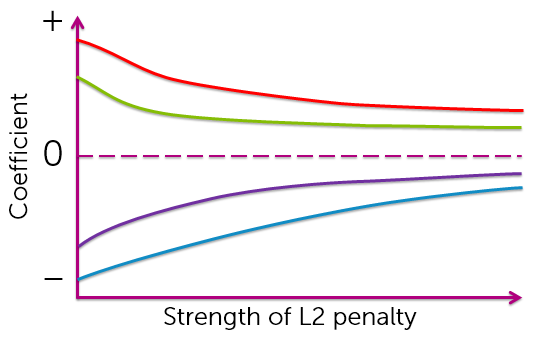 +
Coefficient
0
–
Strength of L2 penalty